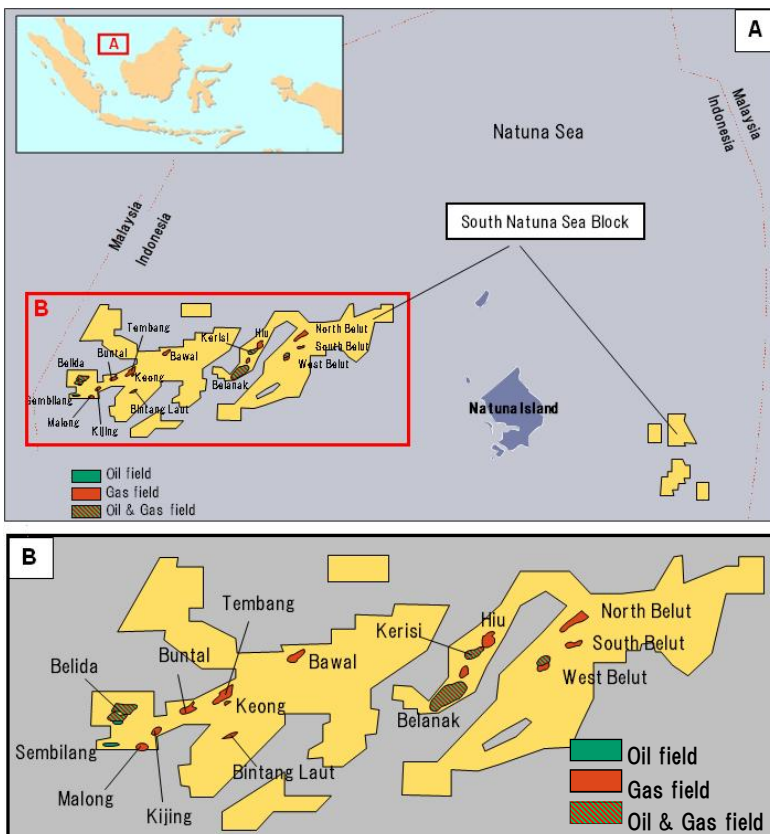 A
A
Natuna Sea
Malaysia
Indonesia
Malaysia
Indonesia
South Natuna Sea Block
B
Tembang
Kerisi
Hiu
North Belut
South Belut
West Belut
Buntal
Bawal
Belida
Keong
Belanak
Sembilang
Bintang Laut
Malong
Kijing
Natuna Island
Oil field
Gas field
Oil & Gas field
B
Tembang
Hiu
North Belut
Kerisi
South Belut
Belida
Buntal
Bawal
West Belut
Keong
Belanak
Sembilang
Bintang Laut
Malong
Kijing
Oil field
Gas field
Oil & Gas field